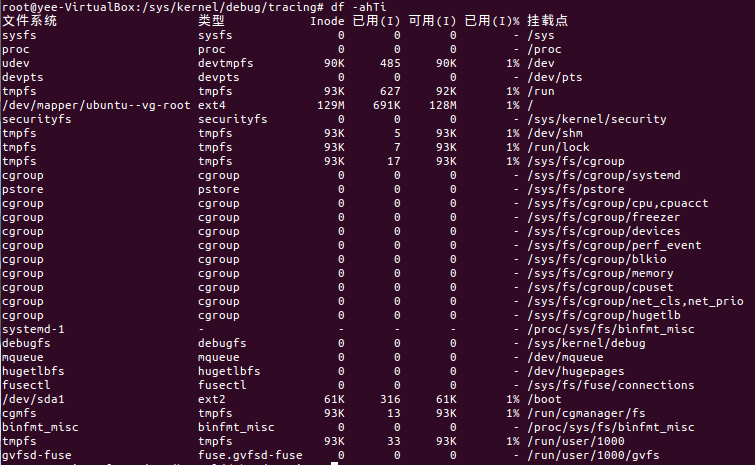 root@yee-VirtualBox:/sys/kernel/debug/tracing# df -ahTi
文件系统 类型 Inode 已用(I) 可用(I) 已用(I)% 挂载点
sysfs sysfs 0 0 0 - /sys
proc proc 0 0 0 - /proc
udev devtmpfs 90K 485 90K 1% /dev
devpts devpts 0 0 0 - /dev/pts
tmpfs tmpfs 93K 627 92K 1% /run
/dev/mapper/ubuntu--vg-root ext4 129M 691K 128M 1% /
securityfs securityfs 0 0 0 - /sys/kernel/security
tmpfs tmpfs 93K 5 93K 1% /dev/shm
tmpfs tmpfs 93K 7 93K 1% /run/lock
tmpfs tmpfs 93K 17 93K 1% /sys/fs/cgroup
cgroup cgroup 0 0 0 - /sys/fs/cgroup/systemd
pstore pstore 0 0 0 - /sys/fs/pstore
cgroup cgroup 0 0 0 - /sys/fs/cgroup/cpu,cpuacct
cgroup cgroup 0 0 0 - /sys/fs/cgroup/freezer
cgroup cgroup 0 0 0 - /sys/fs/cgroup/devices
cgroup cgroup 0 0 0 - /sys/fs/cgroup/perf_event
cgroup cgroup 0 0 0 - /sys/fs/cgroup/blkio
cgroup cgroup 0 0 0 - /sys/fs/cgroup/memory
cgroup cgroup 0 0 0 - /sys/fs/cgroup/cpuset
cgroup cgroup 0 0 0 - /sys/fs/cgroup/net_cls,net_prio
cgroup cgroup 0 0 0 - /sys/fs/cgroup/hugetlb
systemd-1 - - - - - /proc/sys/fs/binfmt_misc
debugfs debugfs 0 0 0 - /sys/kernel/debug
mqueue mqueue 0 0 0 - /dev/mqueue
hugetlbfs hugetlbfs 0 0 0 - /dev/hugepages
fusectl fusectl 0 0 0 - /sys/fs/fuse/connections
/dev/sda1 ext2 61K 316 61K 1% /boot
cgmfs tmpfs 93K 13 93K 1% /run/cgmanager/fs
binfmt_misc binfmt_misc 0 0 0 - /proc/sys/fs/binfmt_misc
tmpfs tmpfs 93K 33 93K 1% /run/user/1000
gvfsd-fuse fuse.gvfsd-fuse 0 0 0 - /run/user/1000/gvfs